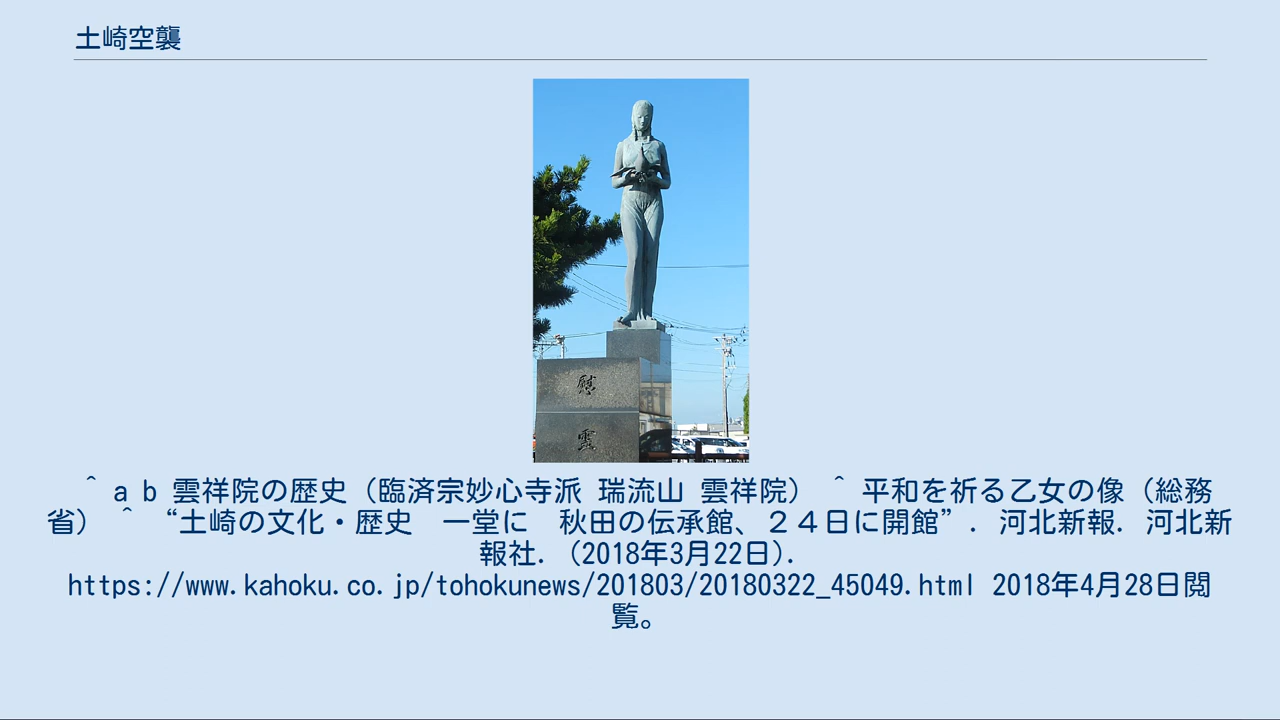 土崎空襲
慰
霊
＾ a b 雲祥院の歴史（臨済宗妙心寺派 瑞流山 雲祥院） ＾ 平和を祈る乙女の像（総務
省） ＾ “土崎の文化・歴史　一堂に　秋田の伝承館、２４日に開館”. 河北新報. 河北新
報社. （2018年3月22日）.
https://www.kahoku.co.jp/tohokunews/201803/20180322_45049.html 2018年4月28日閲
覧。